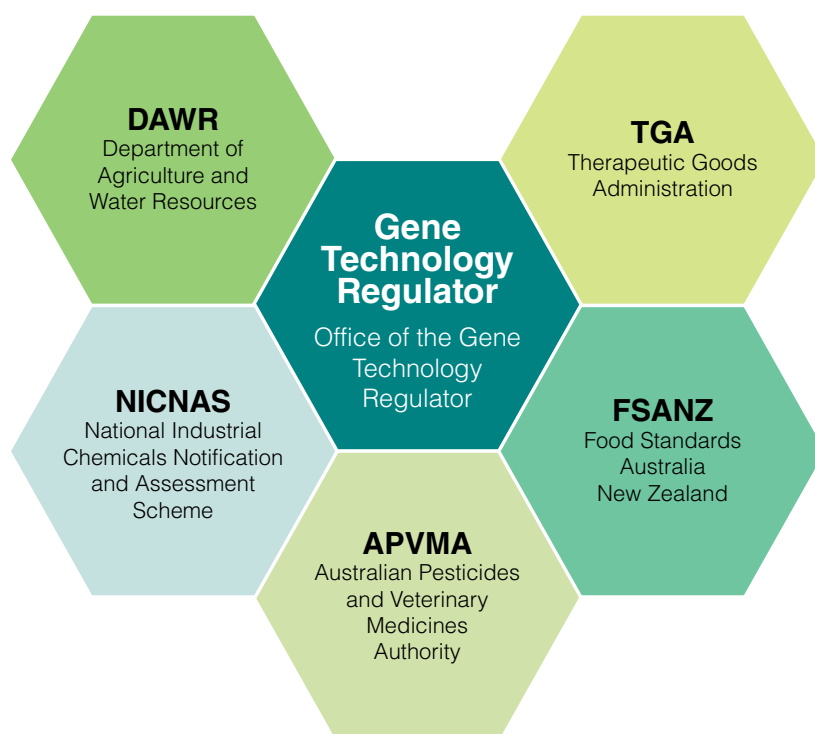 DAWR
Department of
Agriculture and
Water Resources
TGA
Therapeutic Goods
Administration
Gene
Technology
Regulator
Office of the Gene
Technology
Regulator
NICNAS
National Industrial
Chemicals Notification
and Assessment
Scheme
FSANZ
Food Standards
Australia
New Zealand
APVMA
Australian Pesticides
and Veterinary
Medicines
Authority